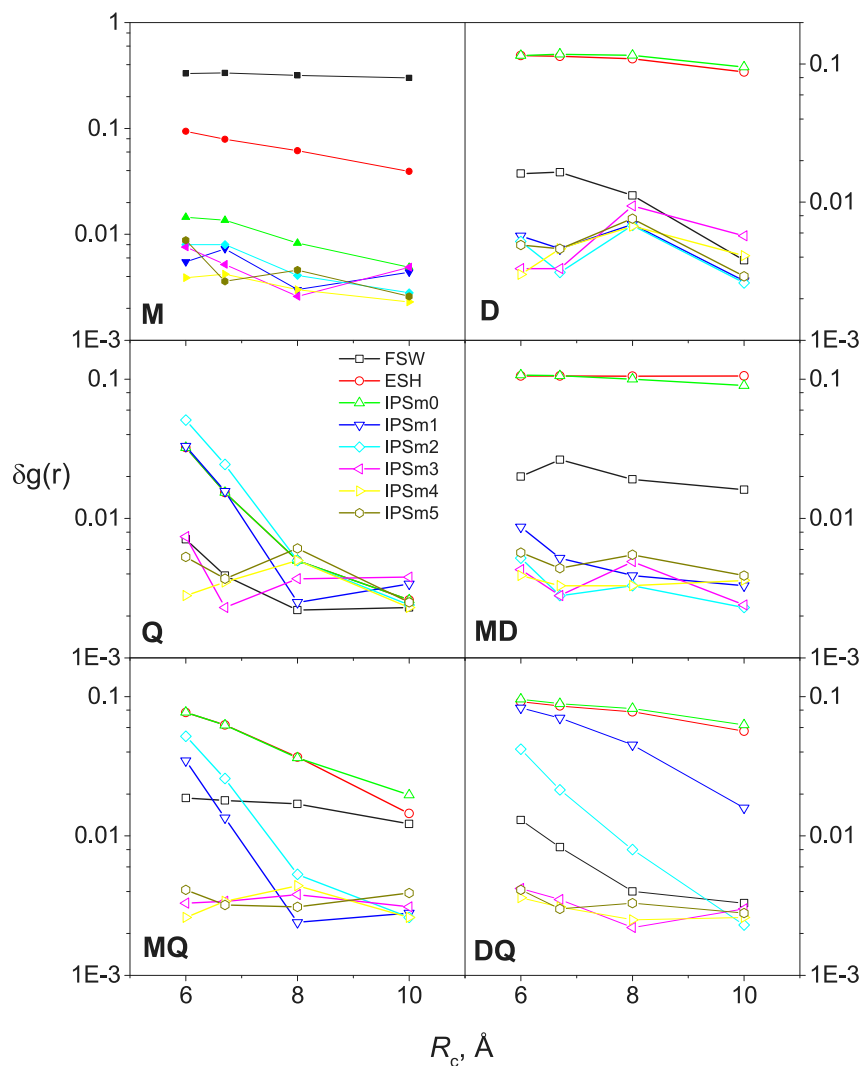 1
0.1
0.01
1E-3
M
0.1
0.01
1E-3
D
δg(r)
0.1
0.01
1E-3
Q
FSW
ESH
IPSm0
IPSm1
IPSm2
IPSm3
IPSm4
IPSm5
0.1
0.01
1E-3
MD
0.1
0.01
1E-3
MQ
6 8 10
0.1
0.01
1E-3
DQ
6 8 10
Rc, Å